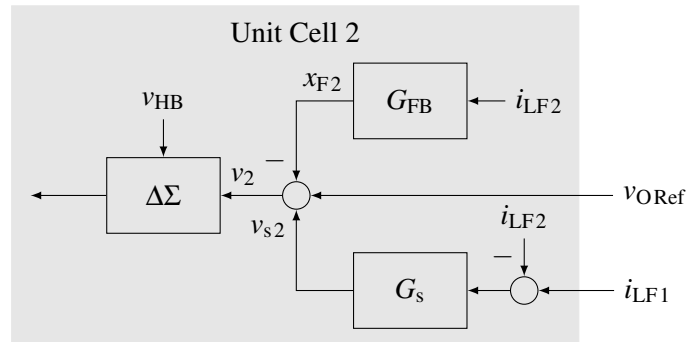 Unit Cell 2
x_F2
G_FB
i_LF2
v_HB
−
ΔΣ
v_2
v_ORef
v_s2
i_LF2
−
G_s
i_LF1